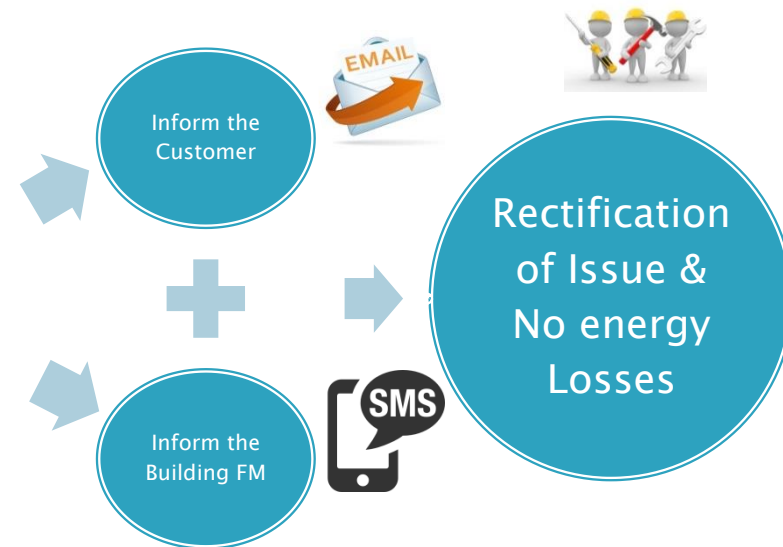 Inform the
Customer
EMAIL
Rectification
of Issue &
No energy
Losses
SMS
Inform the
Building FM